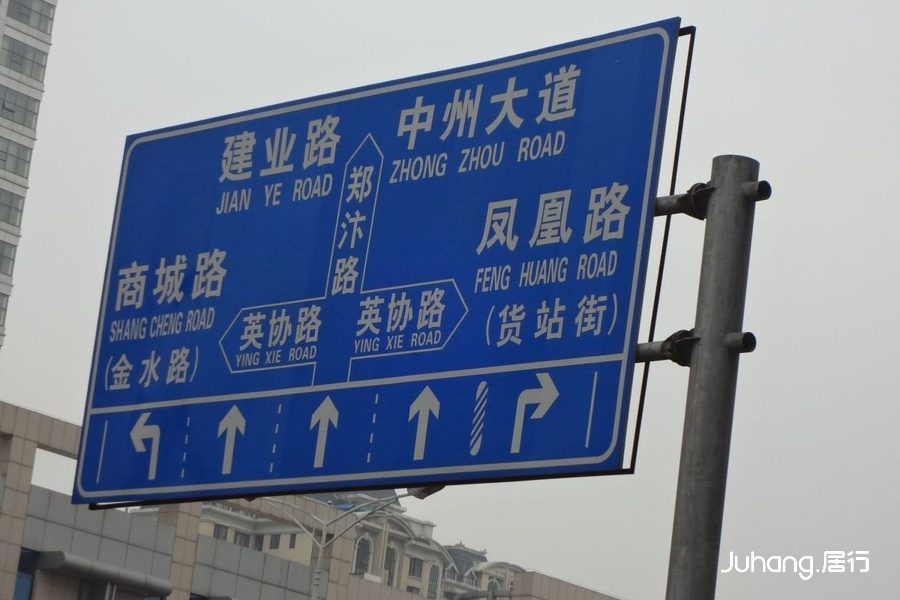 建业路
JIAN YE ROAD
中州大道
ZHONG ZHOU ROAD
郑汴路
商城路
SHANG CHENG ROAD
(金水路)
英协路
YING XIE ROAD
英协路
YING XIE ROAD
凤凰路
FENG HUANG ROAD
(货站街)
Juhang.居行